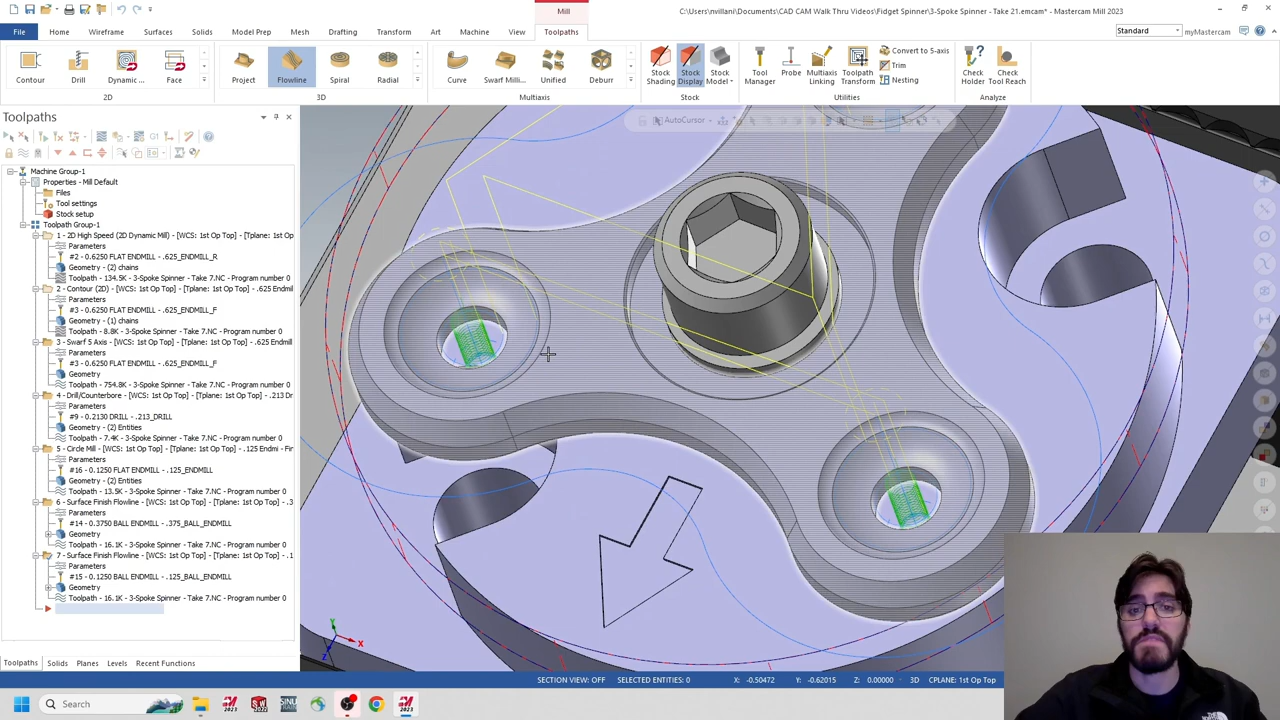 Mill
C:\Users\nvillani\Documents\CAD CAM Walk Thru Videos\Fidget Spinner\3-Spoke Spinner - Take 21.emcam* - Mastercam Mill 2023
File Home Wireframe Surfaces Solids Model Prep Mesh Drafting Transform Art Machine View Toolpaths
Standard myMastercam
Contour Drill Dynamic ... Face Project Flowline Spiral Radial Curve Swarf Milli... Unified Deburr Stock Shading Stock Display Stock Model Tool Manager Probe Multiaxis Linking Toolpath Transform Convert to 5-axis Trim Nesting Check Holder Check Tool Reach
2D 3D Multiaxis Stock Utilities Analyze
Toolpaths
AutoCursor
G1
Machine Group-1
Properties - Mill Default
Files
Tool settings
Stock setup
Toolpath Group-1
1 - 2D High Speed (2D Dynamic Mill) - [WCS: 1st Op Top] - [Tplane: 1st Op
Parameters
#2 - 0.6250 FLAT ENDMILL - .625_ENDMILL_R
Geometry - (2) chains
Toolpath - 134.5K - 3-Spoke Spinner - Take 7.NC - Program number 0
2 - Contour (2D) - [WCS: 1st Op Top] - [Tplane: 1st Op Top] - .625 Endmil
Parameters
#3 - 0.6250 FLAT ENDMILL - .625_ENDMILL_F
Geometry - (1) chains
Toolpath - 8.8K - 3-Spoke Spinner - Take 7.NC - Program number 0
3 - Swarf 5 Axis - [WCS: 1st Op Top] - [Tplane: 1st Op Top] - .625 Endmill
Parameters
#3 - 0.6250 FLAT ENDMILL - .625_ENDMILL_F
Geometry
Toolpath - 754.8K - 3-Spoke Spinner - Take 7.NC - Program number 0
4 - Drill/Counterbore - [WCS: 1st Op Top] - [Tplane: 1st Op Top] - .213 Dr
Parameters
#9 - 0.2130 DRILL - .213_DRILL
Geometry - (2) Entities
Toolpath - 7.4K - 3-Spoke Spinner - Take 7.NC - Program number 0
5 - Circle Mill - [WCS: 1st Op Top] - [Tplane: 1st Op Top] - .125 Endmi - Fin
Parameters
#16 - 0.1250 FLAT ENDMILL - .125_ENDMILL
Geometry - (2) Entities
Toolpath - 13.5K - 3-Spoke Spinner - Take 7.NC - Program number 0
6 - Surface Finish Flowline - [WCS: 1st Op Top] - [Tplane: 1st Op Top] - .3
Parameters
#14 - 0.3750 BALL ENDMILL - .375_BALL_ENDMILL
Geometry
Toolpath - 16.1K - 3-Spoke Spinner - Take 7.NC - Program number 0
7 - Surface Finish Flowline - [WCS: 1st Op Top] - [Tplane: 1st Op Top] - .1
Parameters
#15 - 0.1250 BALL ENDMILL - .125_BALL_ENDMILL
Geometry
Toolpath - 16.1K - 3-Spoke Spinner - Take 7.NC - Program number 0
Y X Z
Toolpaths Solids Planes Levels Recent Functions
SECTION VIEW: OFF SELECTED ENTITIES: 0 X: -0.50472 Y: -0.62015 Z: 0.00000 3D CPLANE: 1st Op Top
Search